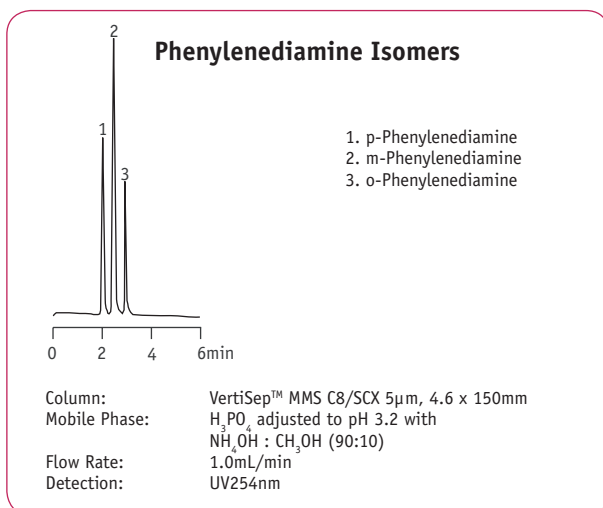 Phenylenediamine Isomers
2
1
3
1. p-Phenylenediamine
2. m-Phenylenediamine
3. o-Phenylenediamine
0 2 4 6min
Column: VertiSep™ MMS C8/SCX 5µm, 4.6 x 150mm
Mobile Phase: H₃PO₄ adjusted to pH 3.2 with
NH₄OH : CH₃OH (90:10)
Flow Rate: 1.0mL/min
Detection: UV254nm